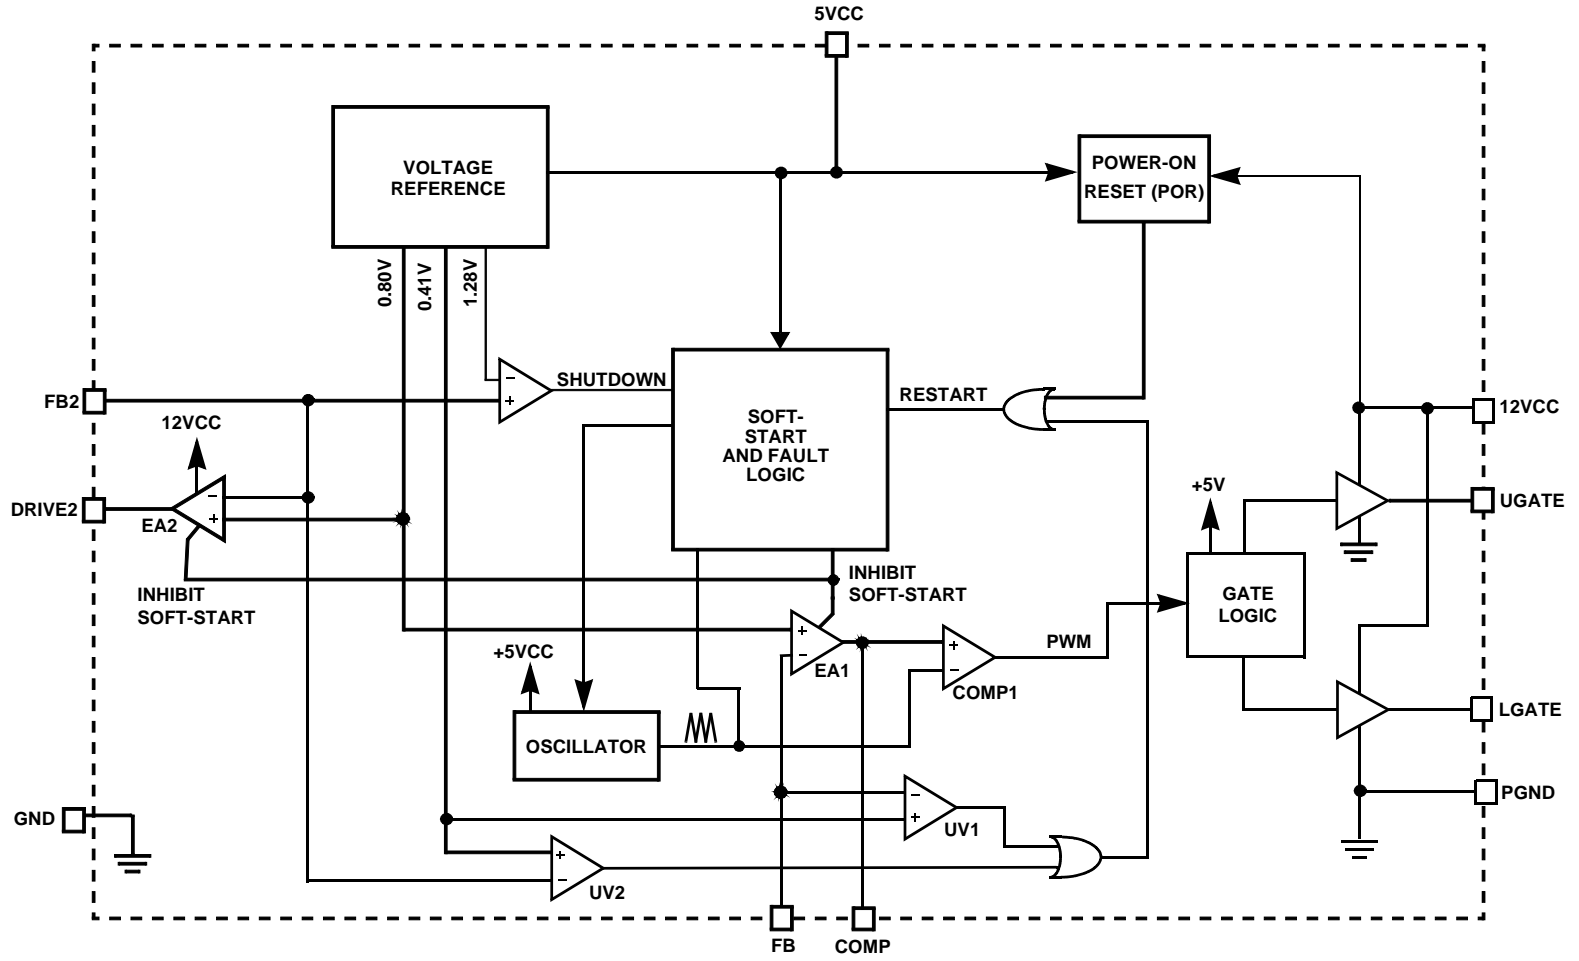 5VCC
VOLTAGE
REFERENCE
POWER-ON
RESET (POR)
0.80V
0.41V
1.28V
FB2
SHUTDOWN
RESTART
12VCC
12VCC
SOFT-
START
AND FAULT
LOGIC
-
+
DRIVE2
EA2
-
+
+5V
UGATE
INHIBIT
SOFT-START
INHIBIT
SOFT-START
GATE
LOGIC
+5VCC
+
-
EA1
+
-
COMP1
PWM
OSCILLATOR
LGATE
GND
-
+
UV1
PGND
+
-
UV2
FB
COMP